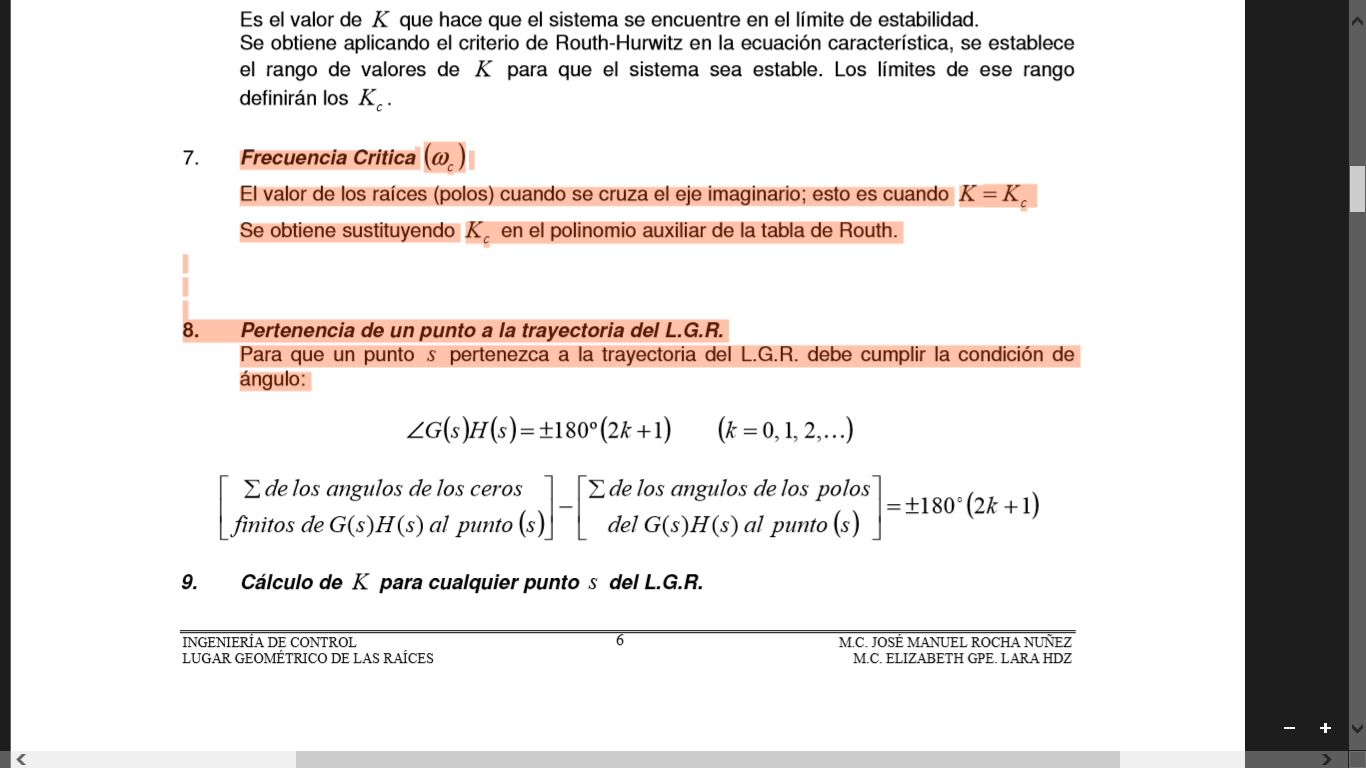 Es el valor de K que hace que el sistema se encuentre en el límite de estabilidad.
Se obtiene aplicando el criterio de Routh-Hurwitz en la ecuación característica, se establece
el rango de valores de K para que el sistema sea estable. Los límites de ese rango
definirán los K_c.
7. Frecuencia Critica (ω_c)
El valor de los raíces (polos) cuando se cruza el eje imaginario; esto es cuando K = K_c
Se obtiene sustituyendo K_c en el polinomio auxiliar de la tabla de Routh.
8. Pertenencia de un punto a la trayectoria del L.G.R.
Para que un punto s pertenezca a la trayectoria del L.G.R. debe cumplir la condición de
ángulo:
∠G(s)H(s) = ±180º(2k + 1) (k = 0, 1, 2,…)
[Σ de los angulos de los ceros
finitos de G(s)H(s) al punto (s)] − [Σ de los angulos de los polos
del G(s)H(s) al punto (s)] = ±180°(2k + 1)
9. Cálculo de K para cualquier punto s del L.G.R.
INGENIERÍA DE CONTROL 6 M.C. JOSÉ MANUEL ROCHA NUÑEZ
LUGAR GEOMÉTRICO DE LAS RAÍCES M.C. ELIZABETH GPE. LARA HDZ